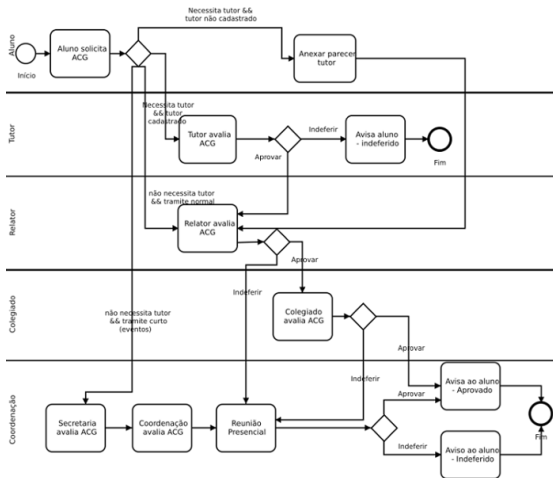 Necessita tutor &&
tutor não cadastrado
Aluno
Aluno solicita
ACG
Anexar parecer
tutor
Início
Necessita tutor
&& tutor
cadastrado
Tutor
Tutor avalia
ACG
Indeferir
Avisa aluno
- indeferido
Aprovar
Fim
não necessita tutor
&& tramite normal
Relator
Relator avalia
ACG
Aprovar
Indeferir
Colegiado
Colegiado
avalia ACG
não necessita tutor
&& tramite curto
(eventos)
Aprovar
Indeferir
Coordenação
Secretaria
avalia ACG
Coordenação
avalia ACG
Reunião
Presencial
Aprovar
Avisa ao aluno
- Aprovado
Indeferir
Aviso ao aluno
- Indeferido
Fim